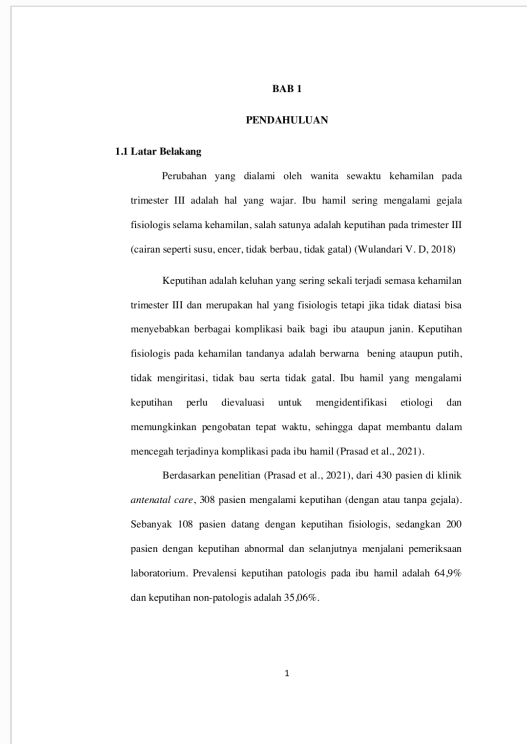 BAB 1
PENDAHULUAN
1.1 Latar Belakang
Perubahan yang dialami oleh wanita sewaktu kehamilan pada
trimester III adalah hal yang wajar. Ibu hamil sering mengalami gejala
fisiologis selama kehamilan, salah satunya adalah keputihan pada trimester III
(cairan seperti susu, encer, tidak berbau, tidak gatal) (Wulandari V. D, 2018)
Keputihan adalah keluhan yang sering sekali terjadi semasa kehamilan
trimester III dan merupakan hal yang fisiologis tetapi jika tidak diatasi bisa
menyebabkan berbagai komplikasi baik bagi ibu ataupun janin. Keputihan
fisiologis pada kehamilan tandanya adalah berwarna bening ataupun putih,
tidak mengiritasi, tidak bau serta tidak gatal. Ibu hamil yang mengalami
keputihan perlu dievaluasi untuk mengidentifikasi etiologi dan
memungkinkan pengobatan tepat waktu, sehingga dapat membantu dalam
mencegah terjadinya komplikasi pada ibu hamil (Prasad et al., 2021).
Berdasarkan penelitian (Prasad et al., 2021), dari 430 pasien di klinik
antenatal care, 308 pasien mengalami keputihan (dengan atau tanpa gejala).
Sebanyak 108 pasien datang dengan keputihan fisiologis, sedangkan 200
pasien dengan keputihan abnormal dan selanjutnya menjalani pemeriksaan
laboratorium. Prevalensi keputihan patologis pada ibu hamil adalah 64,9%
dan keputihan non-patologis adalah 35,06%.
1